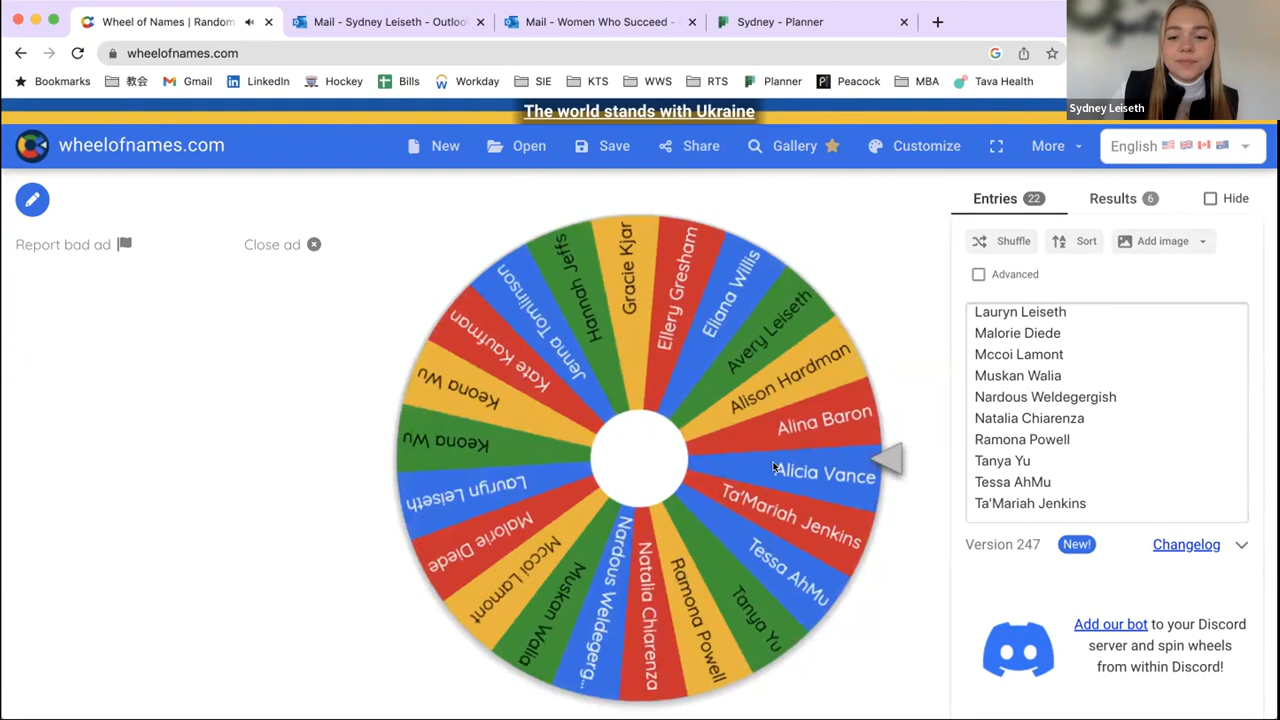 Wheel of Names | Random
Mail - Sydney Leiseth - Outloo
Mail - Women Who Succeed -
Sydney - Planner
wheelofnames.com
Bookmarks
教会
Gmail
LinkedIn
Hockey
Bills
Workday
SIE
KTS
WWS
RTS
Planner
Peacock
MBA
Tava Health
Sydney Leiseth
The world stands with Ukraine
wheelofnames.com
New
Open
Save
Share
Gallery
Customize
More
English
Report bad ad
Close ad
Entries 22
Results 6
Hide
Shuffle
Sort
Add image
Advanced
Lauryn Leiseth
Malorie Diede
Mccoi Lamont
Muskan Walia
Nardous Weldegergish
Natalia Chiarenza
Ramona Powell
Tanya Yu
Tessa AhMu
Ta'Mariah Jenkins
Gracie Kjar
Ellery Gresham
Eliana Willis
Avery Leiseth
Alison Hardman
Alina Baron
Alicia Vance
Ta'Mariah Jenkins
Tessa AhMu
Tanya Yu
Ramona Powell
Natalia Chiarenza
Nardous Weldegerg...
Muskan Walia
Mccoi Lamont
Malorie Diede
Lauryn Leiseth
Keona Wu
Keona Wu
Kate Kaufman
Jenna Tomlinson
Hannah Jeffs
Version 247
New!
Changelog
Add our bot to your Discord
server and spin wheels
from within Discord!